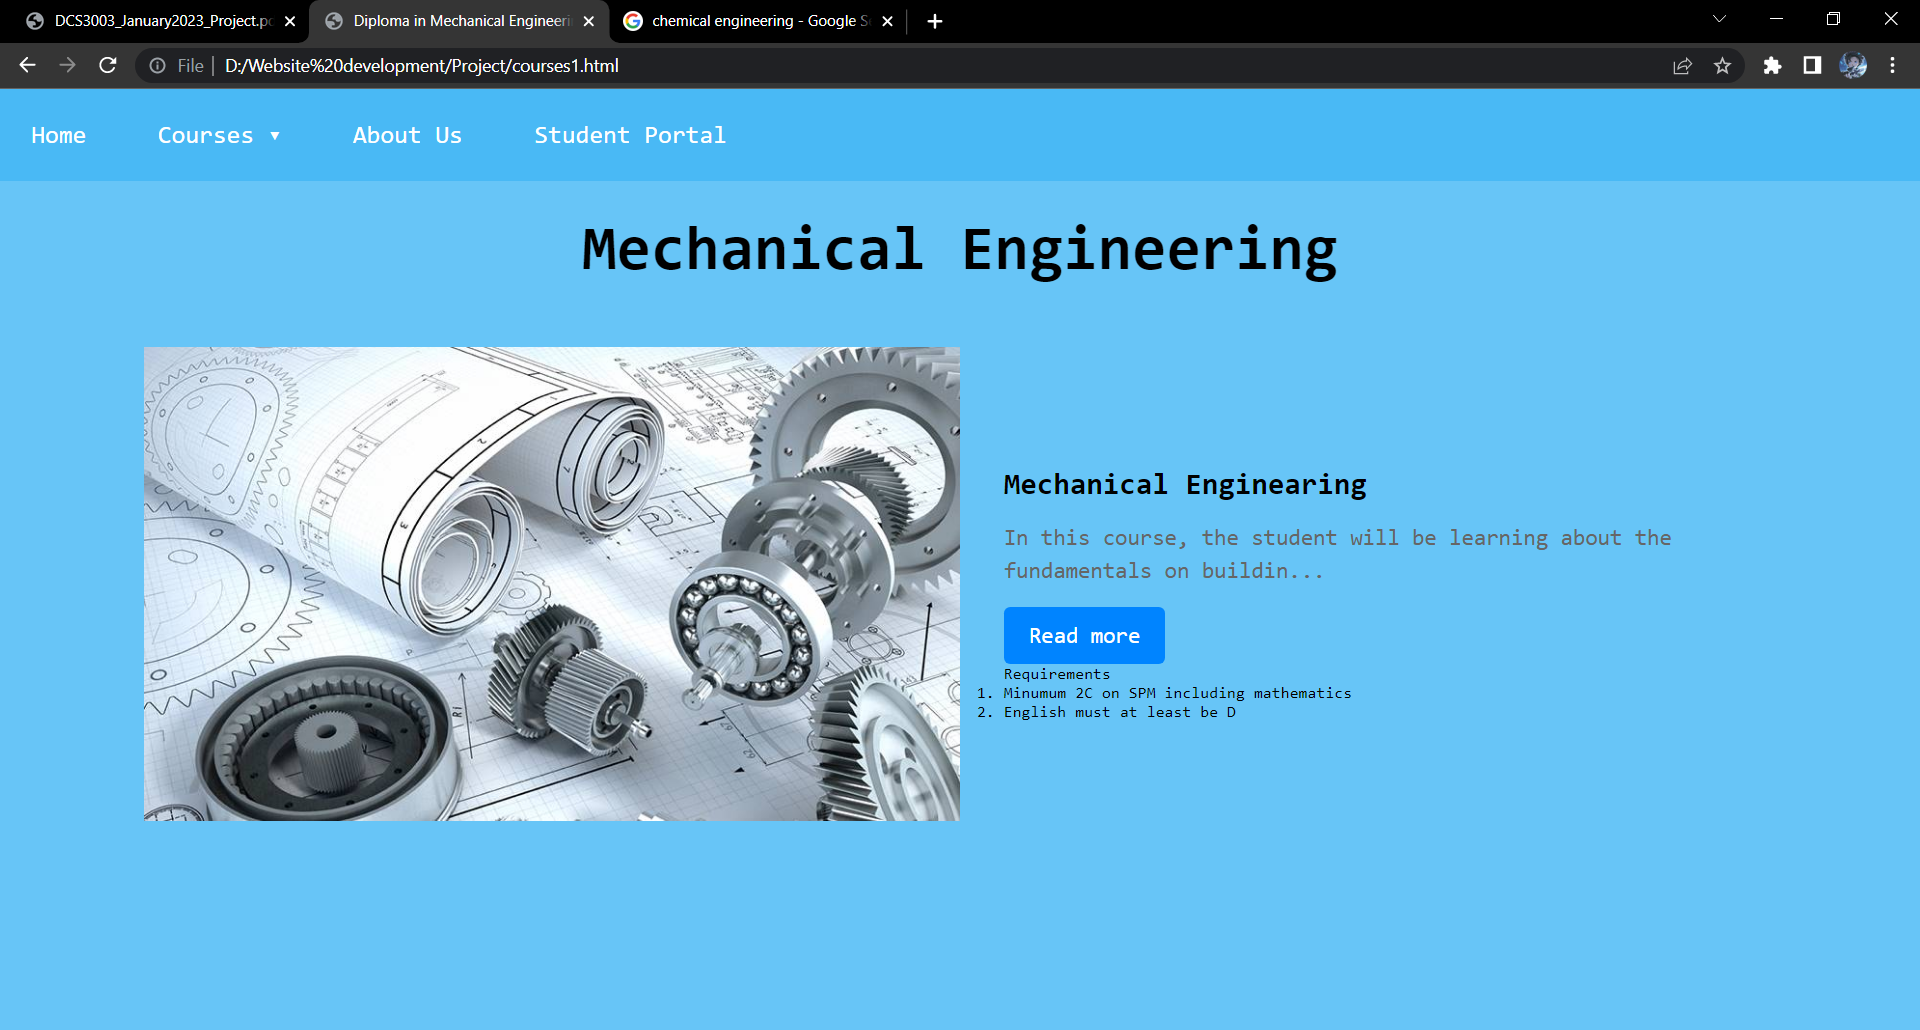 DCS3003_January2023_Project.pd
Diploma in Mechanical Engineeri
chemical engineering - Google Se
File
D:/Website%20development/Project/courses1.html
Home
Courses ▾
About Us
Student Portal
Mechanical Engineering
Mechanical Enginearing
In this course, the student will be learning about the
fundamentals on buildin...
Read more
Requirements
1. Minumum 2C on SPM including mathematics
2. English must at least be D